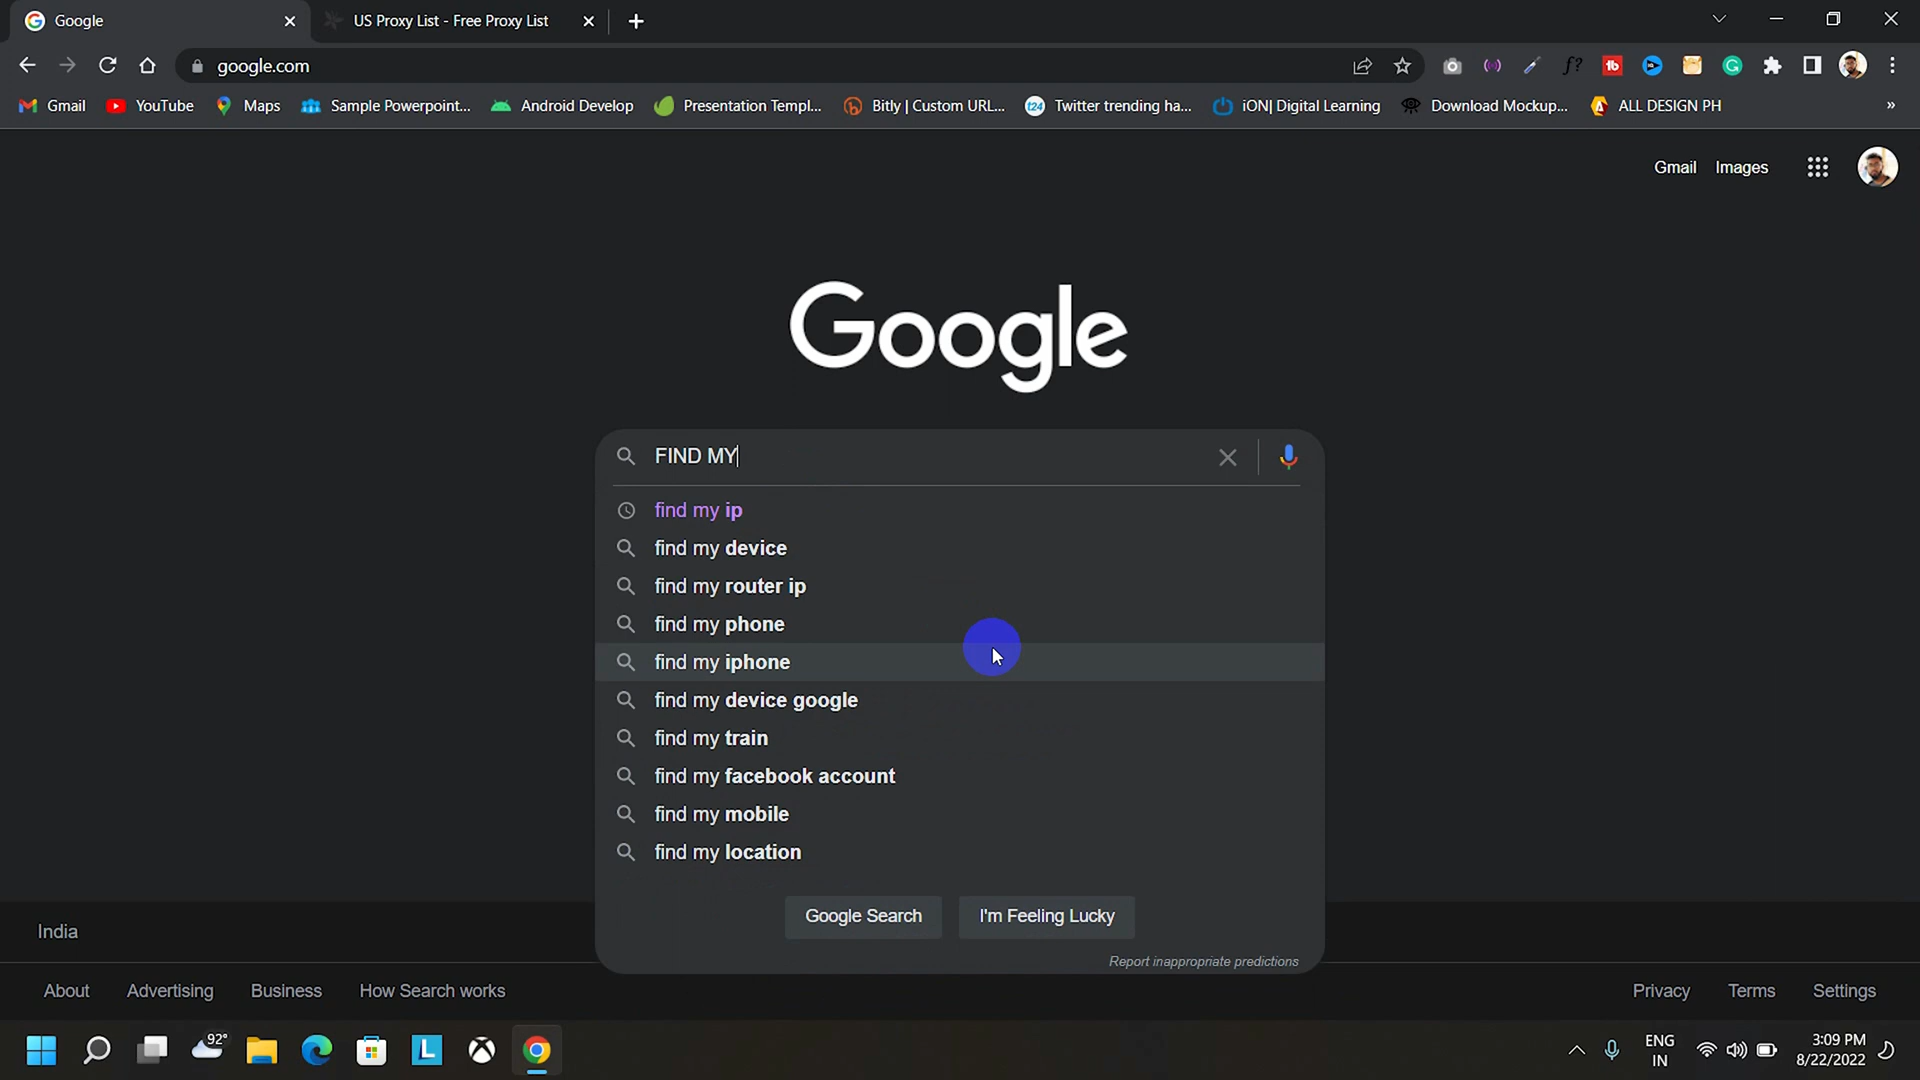 Google
US Proxy List - Free Proxy List
google.com
Gmail
YouTube
Maps
Sample Powerpoint...
Android Develop
Presentation Templ...
Bitly | Custom URL...
Twitter trending ha...
iON| Digital Learning
Download Mockup...
ALL DESIGN PH
Gmail
Images
Google
FIND MY
find my ip
find my device
find my router ip
find my phone
find my iphone
find my device google
find my train
find my facebook account
find my mobile
find my location
Google Search
I'm Feeling Lucky
Report inappropriate predictions
India
About
Advertising
Business
How Search works
Privacy
Terms
Settings
92°
ENG
IN
3:09 PM
8/22/2022